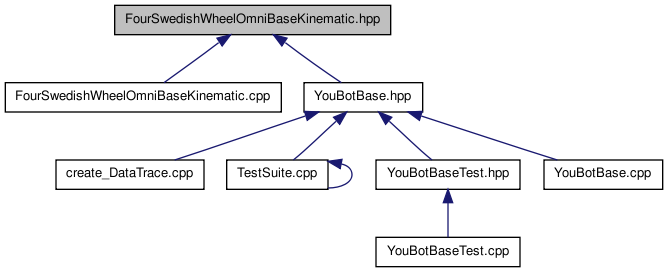 FourSwedishWheelOmniBaseKinematic.hpp
FourSwedishWheelOmniBaseKinematic.cpp
YouBotBase.hpp
create_DataTrace.cpp
TestSuite.cpp
YouBotBaseTest.hpp
YouBotBase.cpp
YouBotBaseTest.cpp